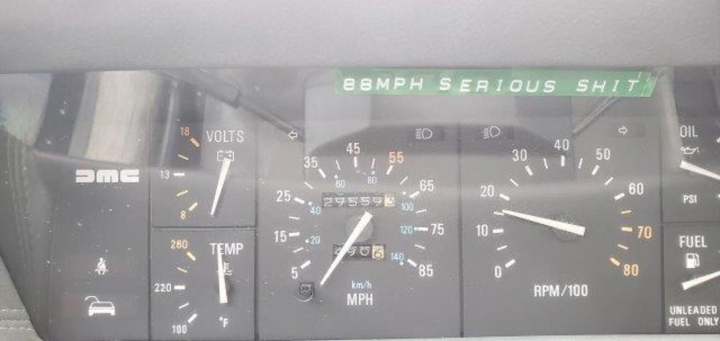 88MPH SERIOUS SHIT"
DMC
18
VOLTS
13
8
260
TEMP
220
100
°F
5
15
25
35
45
55
65
75
85
20
40
60
80
100
120
140
29559
km/h
MPH
0
10
20
30
40
50
60
70
80
RPM/100
OIL
PSI
FUEL
UNLEADED
FUEL ONLY